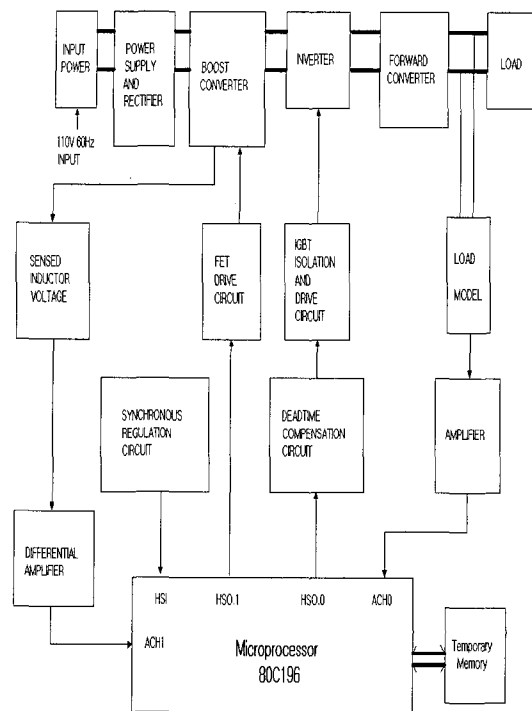 INPUT
POWER
POWER
SUPPLY
AND
RECTIFIER
BOOST
CONVERTER
INVERTER
FORWARD
CONVERTER
LOAD
110V 60Hz
INPUT
SENSED
INDUCTOR
VOLTAGE
FET
DRIVE
CIRCUIT
IGBT
ISOLATION
AND
DRIVE
CIRCUIT
LOAD
MODEL
SYNCHRONOUS
REGULATION
CIRCUIT
DEADTIME
COMPENSATION
CIRCUIT
AMPLIFIER
DIFFERENTIAL
AMPLIFIER
HSI
HSO.1
HSO.0
ACH0
ACH1
Microprocessor
80C196
Temporary
Memory